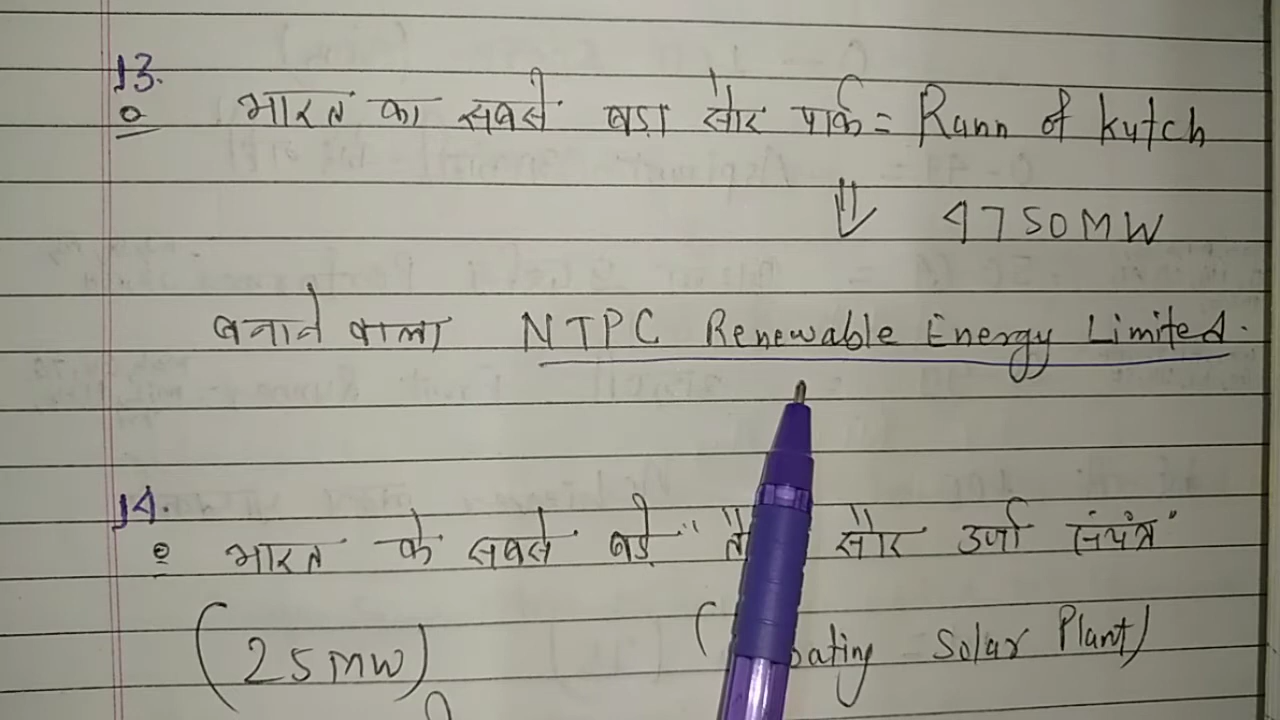 13.
भारत का सबसे बड़ा सौर पार्क = Rann of kutch
4750MW
बनाने वाला NTPC Renewable Energy Limited.
14.
भारत के सबसे बड़े " सौर उर्जा संयंत्र "
(25MW) ( Solar Plant)